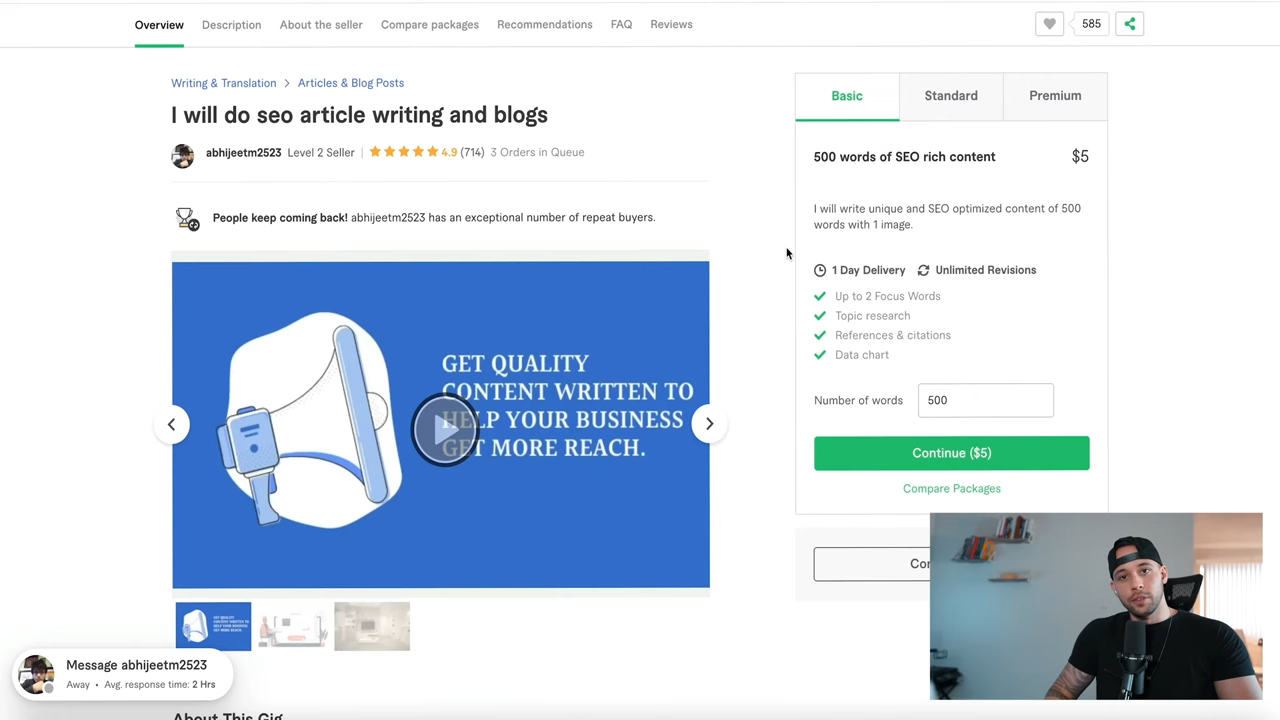 Overview Description About the seller Compare packages Recommendations FAQ Reviews
585
Writing & Translation > Articles & Blog Posts
I will do seo article writing and blogs
abhijeetm2523 Level 2 Seller | 4.9 (714) 3 Orders in Queue
People keep coming back! abhijeetm2523 has an exceptional number of repeat buyers.
GET QUALITY
CONTENT WRITTEN TO
HELP YOUR BUSINESS
GET MORE REACH.
Message abhijeetm2523
Away • Avg. response time: 2 Hrs
About This Gig
Basic Standard Premium
500 words of SEO rich content $5
I will write unique and SEO optimized content of 500
words with 1 image.
1 Day Delivery Unlimited Revisions
Up to 2 Focus Words
Topic research
References & citations
Data chart
Number of words 500
Continue ($5)
Compare Packages